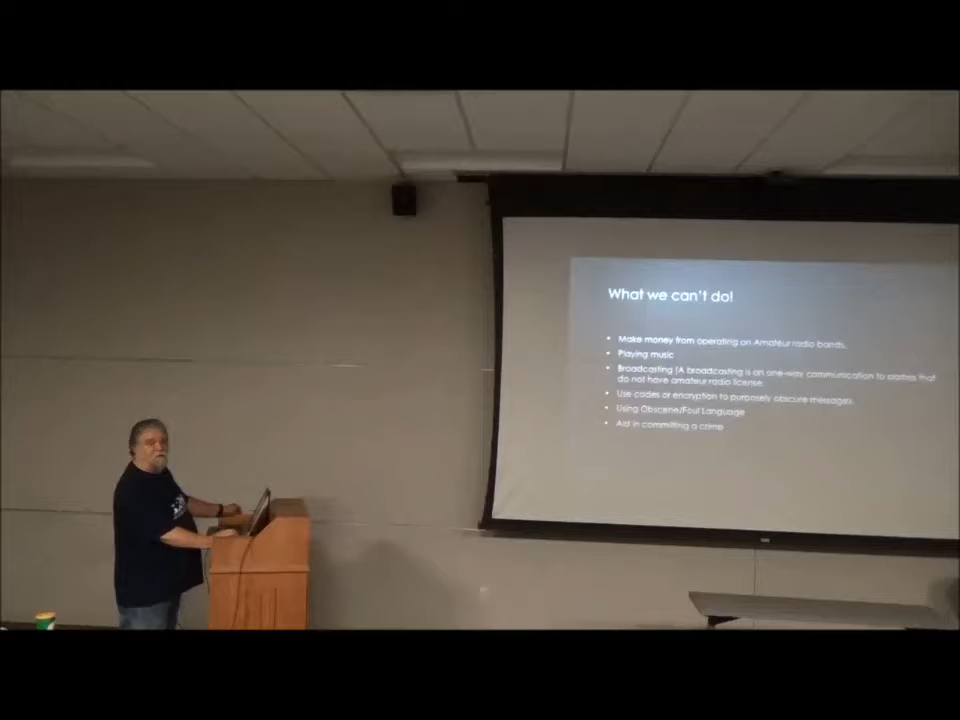 What we can't do!
• Make money from operating on Amateur radio bands.
• Playing music
• Broadcasting (A broadcasting is an one-way communication to parties that
do not have amateur radio license.
• Use codes or encryption to purposely obscure messages.
• Using Obscene/Foul Language
• Aid in committing a crime